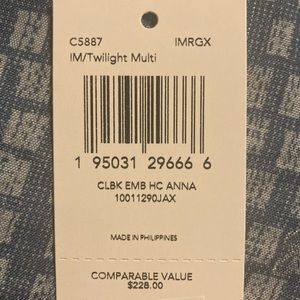 C5887 IMRGX
IM/Twilight Multi
1 95031 29666 6
CLBK EMB HC ANNA
10011290JAX
MADE IN PHILIPPINES
COMPARABLE VALUE
$228.00